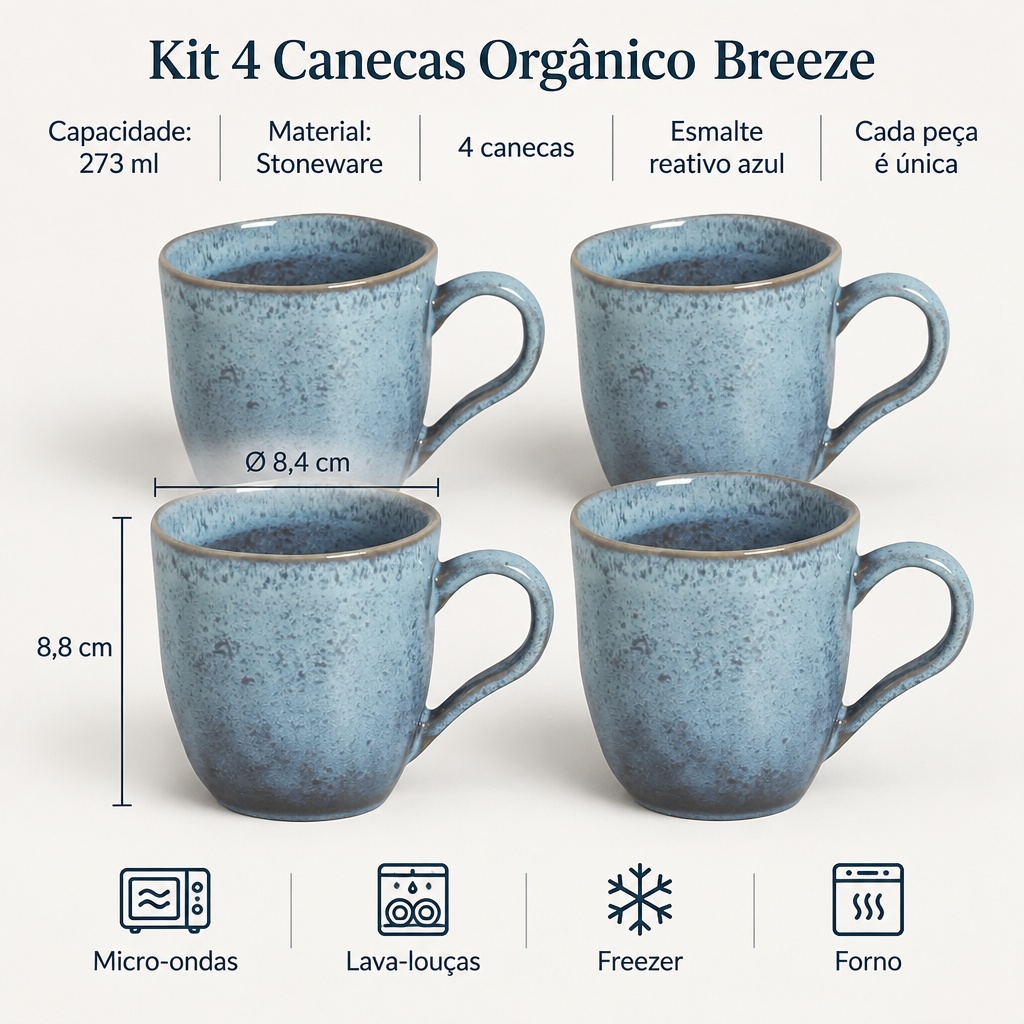 Kit 4 Canecas Orgânico Breeze
Capacidade:
273 ml
Material:
Stoneware
4 canecas
Esmalte
reativo azul
Cada peça
é única
Ø 8,4 cm
8,8 cm
Micro-ondas
Lava-louças
Freezer
Forno